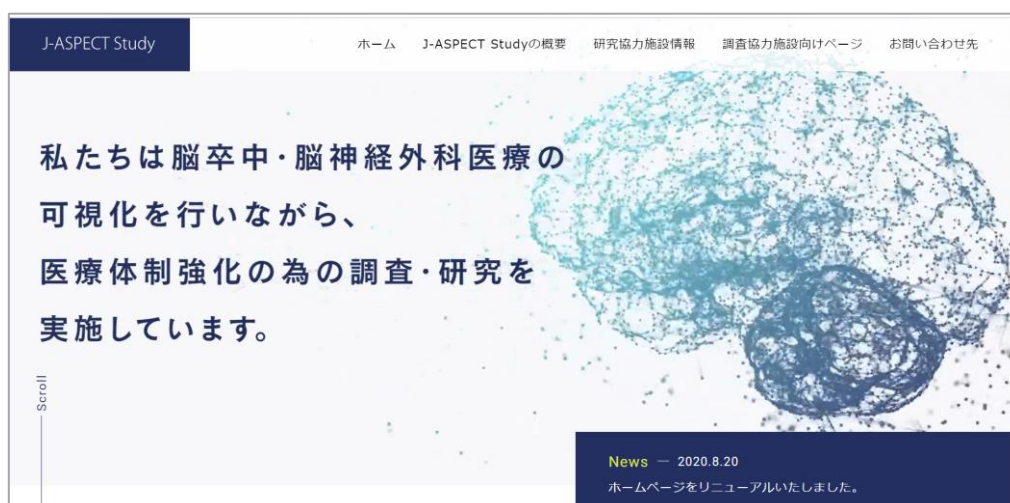 J-ASPECT Study
ホーム J-ASPECT Studyの概要 研究協力施設情報 調査協力施設向けページ お問い合わせ先
私たちは脳卒中・脳神経外科医療の
可視化を行いながら、
医療体制強化の為の調査・研究を
実施しています。
Scroll
News — 2020.8.20
ホームページをリニューアルいたしました。